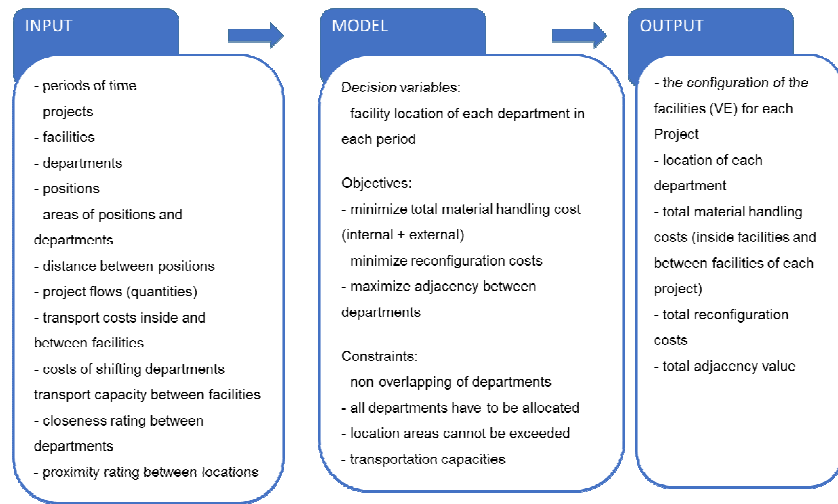 INPUT
- periods of time
projects
- facilities
- departments
- positions
areas of positions and
departments
- distance between positions
- project flows (quantities)
- transport costs inside and
between facilities
- costs of shifting departments
transport capacity between facilities
- closeness rating between
departments
- proximity rating between locations
MODEL
Decision variables:
facility location of each department in
each period
Objectives:
- minimize total material handling cost
(internal + external)
minimize reconfiguration costs
- maximize adjacency between
departments
Constraints:
non overlapping of departments
- all departments have to be allocated
- location areas cannot be exceeded
- transportation capacities
OUTPUT
- the configuration of the
facilities (VE) for each
Project
- location of each
department
- total material handling
costs (inside facilities and
between facilities of each
project)
- total reconfiguration
costs
- total adjacency value